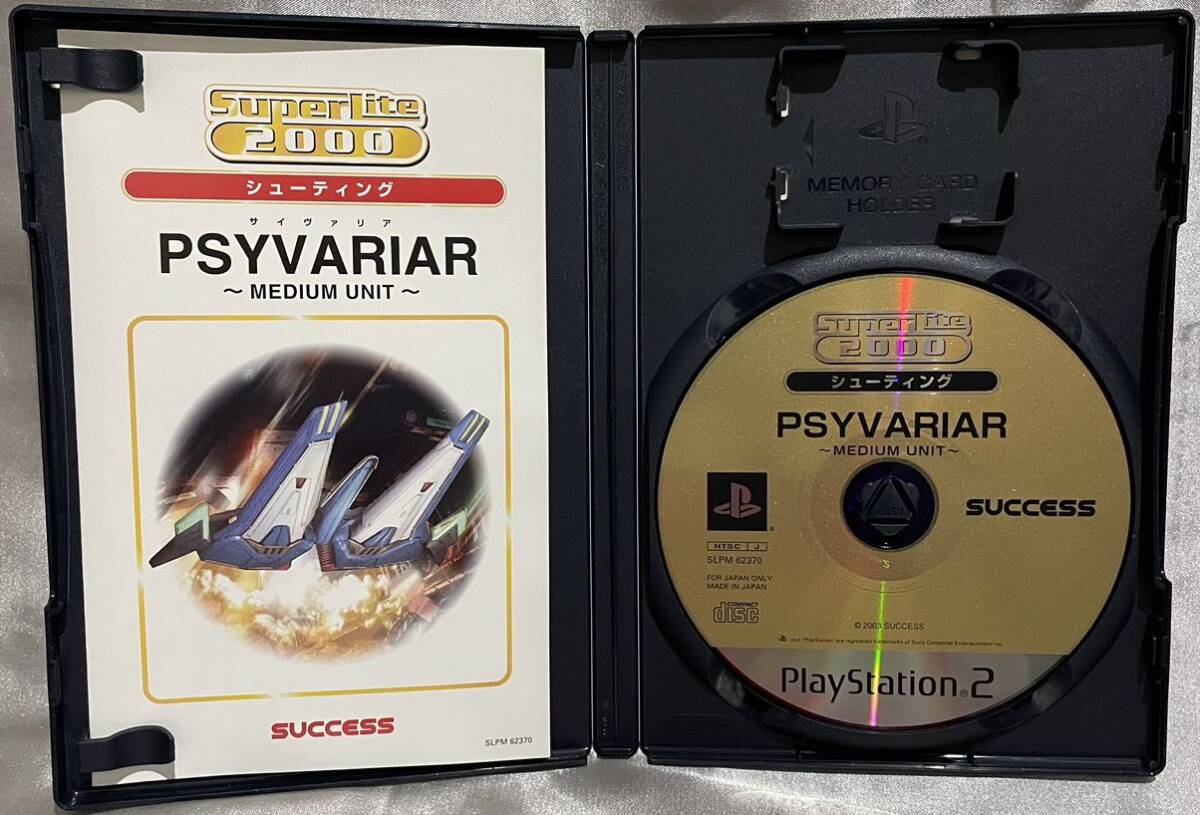 SuperLite
2000
シューティング
サイヴァリア
PSYVARIAR
～MEDIUM UNIT～
SUCCESS
SLPM 62370
MEMORY CARD
HOLDER
SuperLite
2000
シューティング
PSYVARIAR
～MEDIUM UNIT～
SUCCESS
NTSC J
SLPM 62370
FOR JAPAN ONLY
MADE IN JAPAN
COMPACT
disc
© 2003 SUCCESS
PlayStation®2